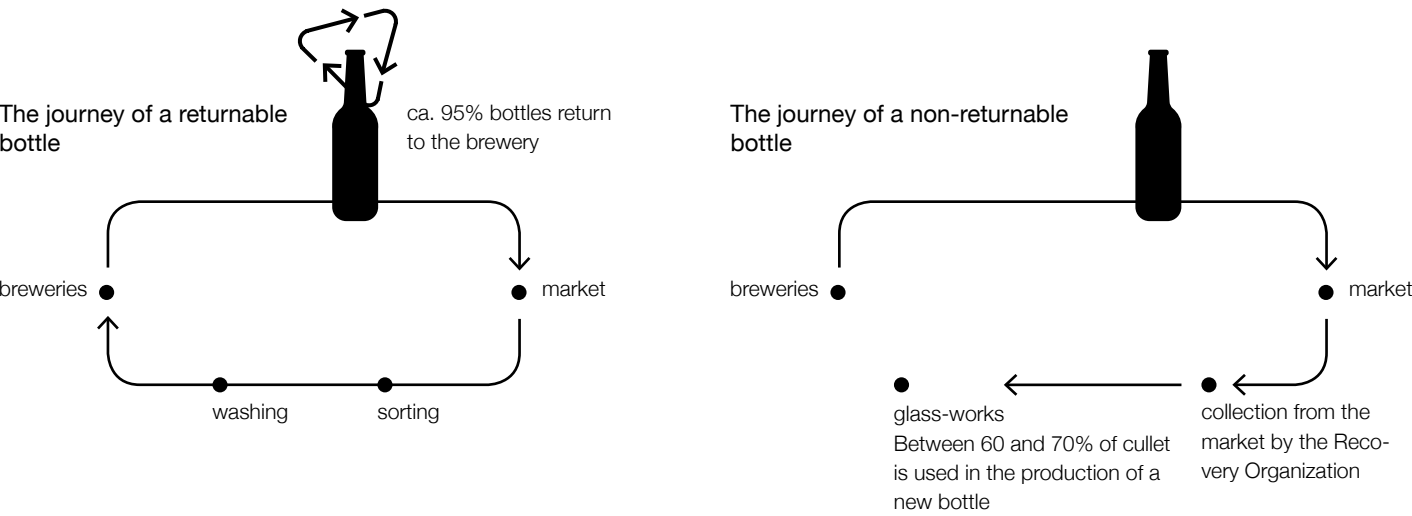 The journey of a returnable
bottle
ca. 95% bottles return
to the brewery
breweries
market
washing
sorting
The journey of a non-returnable
bottle
breweries
market
glass-works
Between 60 and 70% of cullet
is used in the production of a
new bottle
collection from the
market by the Reco-
very Organization